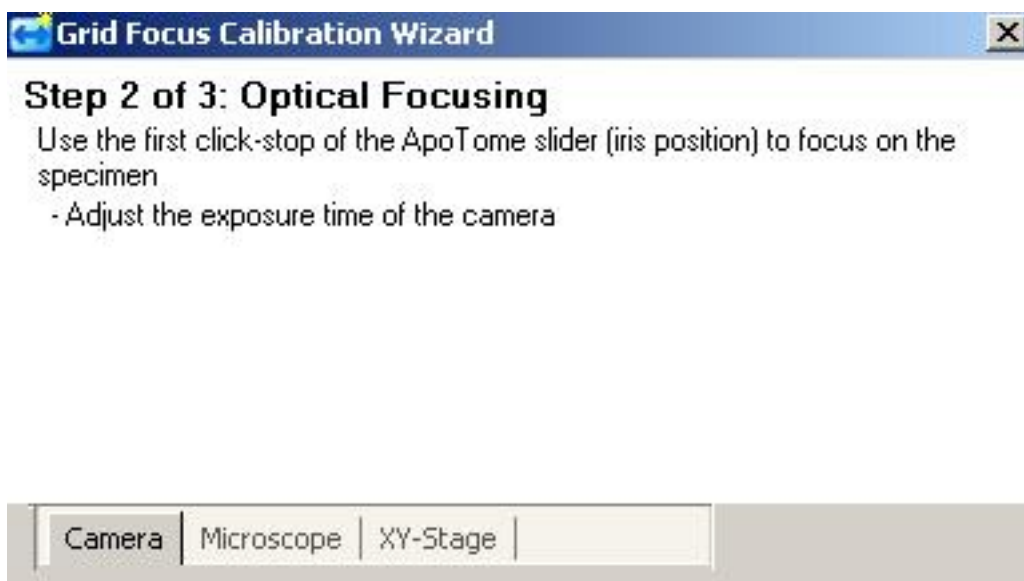 Grid Focus Calibration Wizard
Step 2 of 3: Optical Focusing
Use the first click-stop of the ApoTome slider (iris position) to focus on the
specimen
- Adjust the exposure time of the camera
Camera Microscope XY-Stage